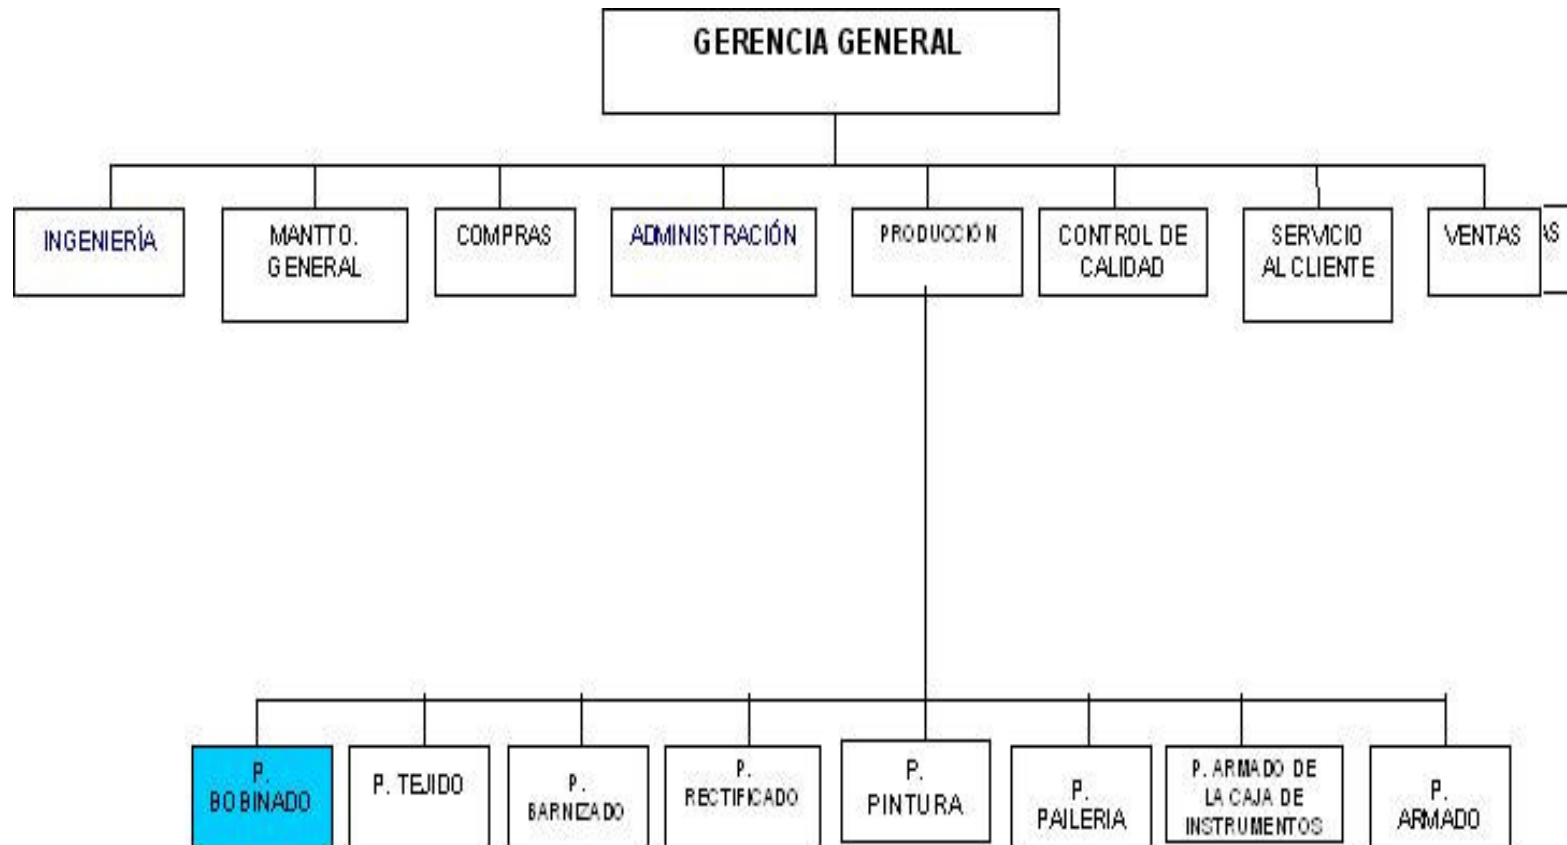 GERENCIA GENERAL
INGENIERÍA
MANTTO.
GENERAL
COMPRAS
ADMINISTRACIÓN
PRODUCCIÓN
CONTROL DE
CALIDAD
SERVICIO
AL CLIENTE
VENTAS
AS
P.
BOBINADO
P. TEJIDO
P.
BARNIZADO
P.
RECTIFICADO
P.
PINTURA
P.
PAILERIA
P. ARMADO DE
LA CAJA DE
INSTRUMENTOS
P.
ARMADO